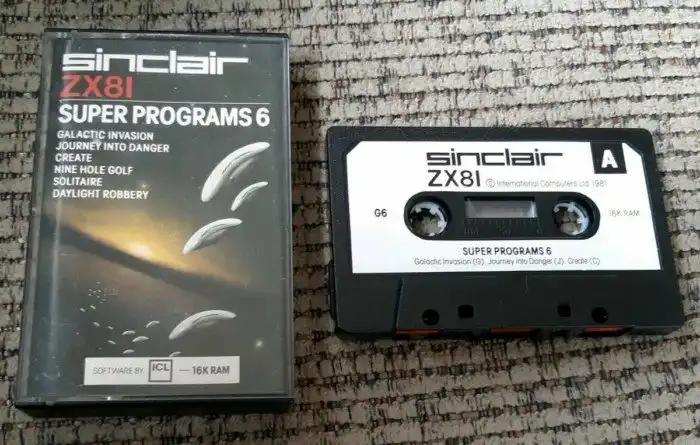 sinclair
ZX81
SUPER PROGRAMS 6
GALACTIC INVASION
JOURNEY INTO DANGER
CREATE
NINE HOLE GOLF
SOLITAIRE
DAYLIGHT ROBBERY
SOFTWARE BY ICL — 16K RAM
sinclair A
ZX81 © International Computers Ltd. 1981
G6 16K RAM
SUPER PROGRAMS 6
Galactic Invasion (G). Journey into Danger (J). Create (C)